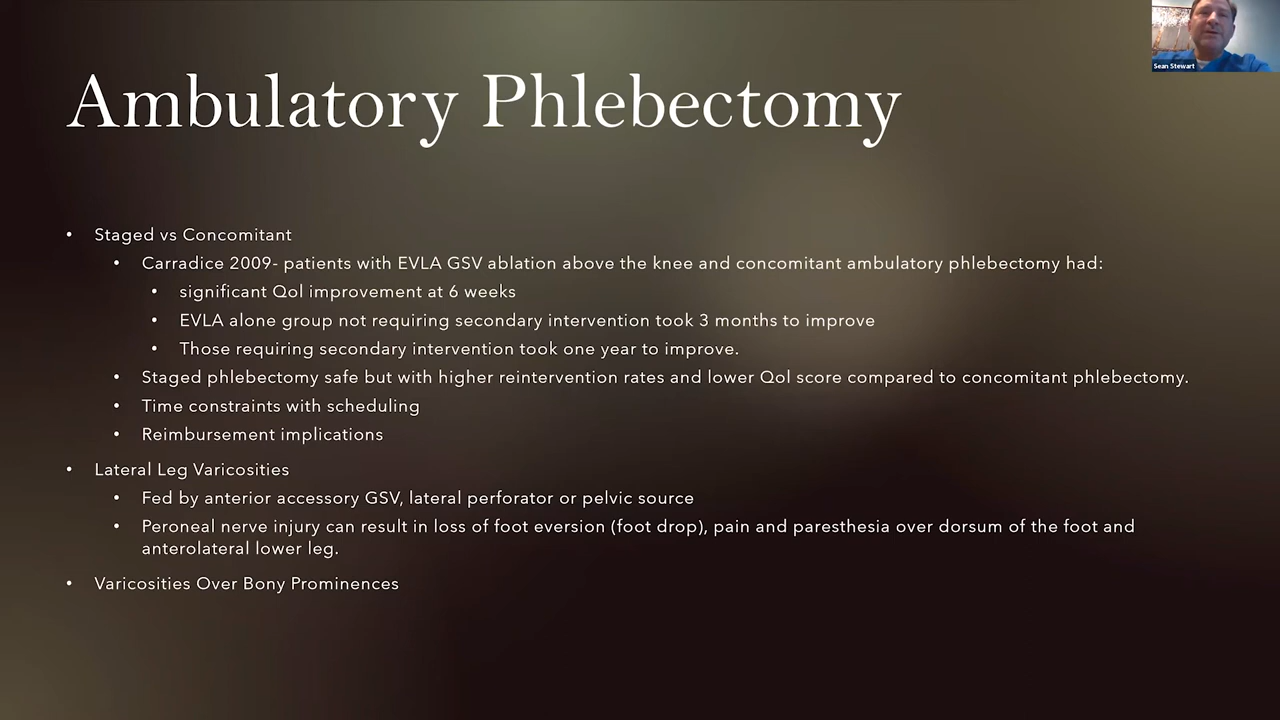 Sean Stewart
Ambulatory Phlebectomy
• Staged vs Concomitant
• Carradice 2009- patients with EVLA GSV ablation above the knee and concomitant ambulatory phlebectomy had:
• significant Qol improvement at 6 weeks
• EVLA alone group not requiring secondary intervention took 3 months to improve
• Those requiring secondary intervention took one year to improve.
• Staged phlebectomy safe but with higher reintervention rates and lower Qol score compared to concomitant phlebectomy.
• Time constraints with scheduling
• Reimbursement implications
• Lateral Leg Varicosities
• Fed by anterior accessory GSV, lateral perforator or pelvic source
• Peroneal nerve injury can result in loss of foot eversion (foot drop), pain and paresthesia over dorsum of the foot and
anterolateral lower leg.
• Varicosities Over Bony Prominences